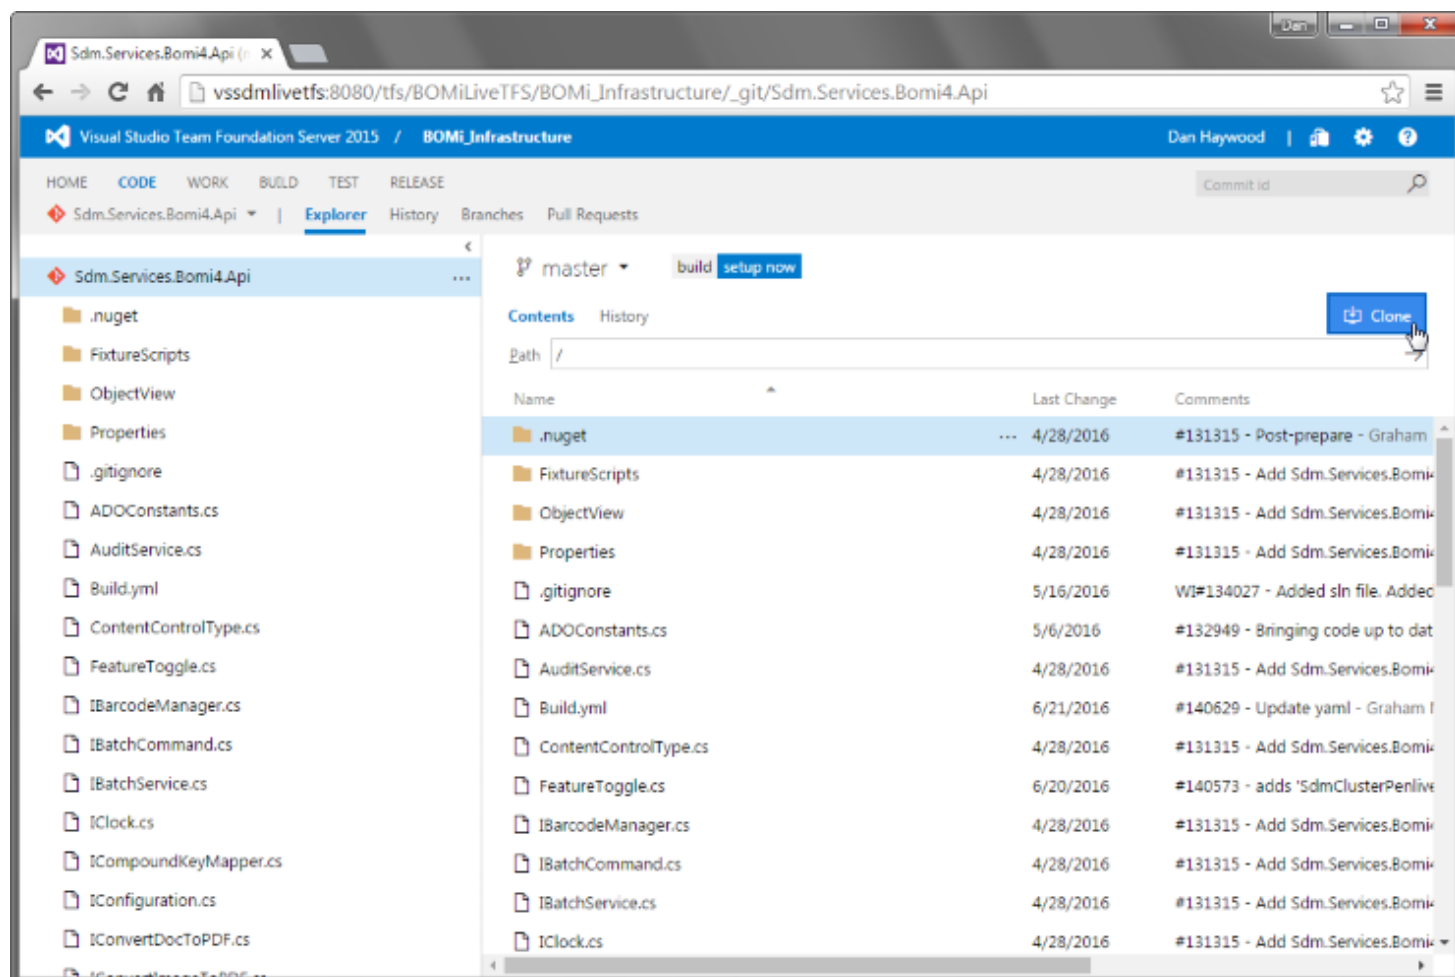 Dan
Sdm.Services.Bomi4.Api (
vssdmlivetfs:8080/tfs/BOMiLiveTFS/BOMi_Infrastructure/_git/Sdm.Services.Bomi4.Api
Visual Studio Team Foundation Server 2015 / BOMi_Infrastructure Dan Haywood | ?
HOME CODE WORK BUILD TEST RELEASE Commit id
Sdm.Services.Bomi4.Api | Explorer History Branches Pull Requests
Sdm.Services.Bomi4.Api ...
master build setup now
Contents History Clone
Path /
Name Last Change Comments
.nuget
FixtureScripts
ObjectView
Properties
.gitignore
ADOConstants.cs
AuditService.cs
Build.yml
ContentControlType.cs
FeatureToggle.cs
IBarcodeManager.cs
IBatchCommand.cs
IBatchService.cs
IClock.cs
ICompoundKeyMapper.cs
IConfiguration.cs
IConvertDocToPDF.cs
.nuget ... 4/28/2016 #131315 - Post-prepare - Graham
FixtureScripts 4/28/2016 #131315 - Add Sdm.Services.Bomi4
ObjectView 4/28/2016 #131315 - Add Sdm.Services.Bomi4
Properties 4/28/2016 #131315 - Add Sdm.Services.Bomi4
.gitignore 5/16/2016 WI#134027 - Added sln file. Added
ADOConstants.cs 5/6/2016 #132949 - Bringing code up to dat
AuditService.cs 4/28/2016 #131315 - Add Sdm.Services.Bomi4
Build.yml 6/21/2016 #140629 - Update yaml - Graham
ContentControlType.cs 4/28/2016 #131315 - Add Sdm.Services.Bomi4
FeatureToggle.cs 6/20/2016 #140573 - adds 'SdmClusterPenlive
IBarcodeManager.cs 4/28/2016 #131315 - Add Sdm.Services.Bomi4
IBatchCommand.cs 4/28/2016 #131315 - Add Sdm.Services.Bomi4
IBatchService.cs 4/28/2016 #131315 - Add Sdm.Services.Bomi4
IClock.cs 4/28/2016 #131315 - Add Sdm.Services.Bomi4